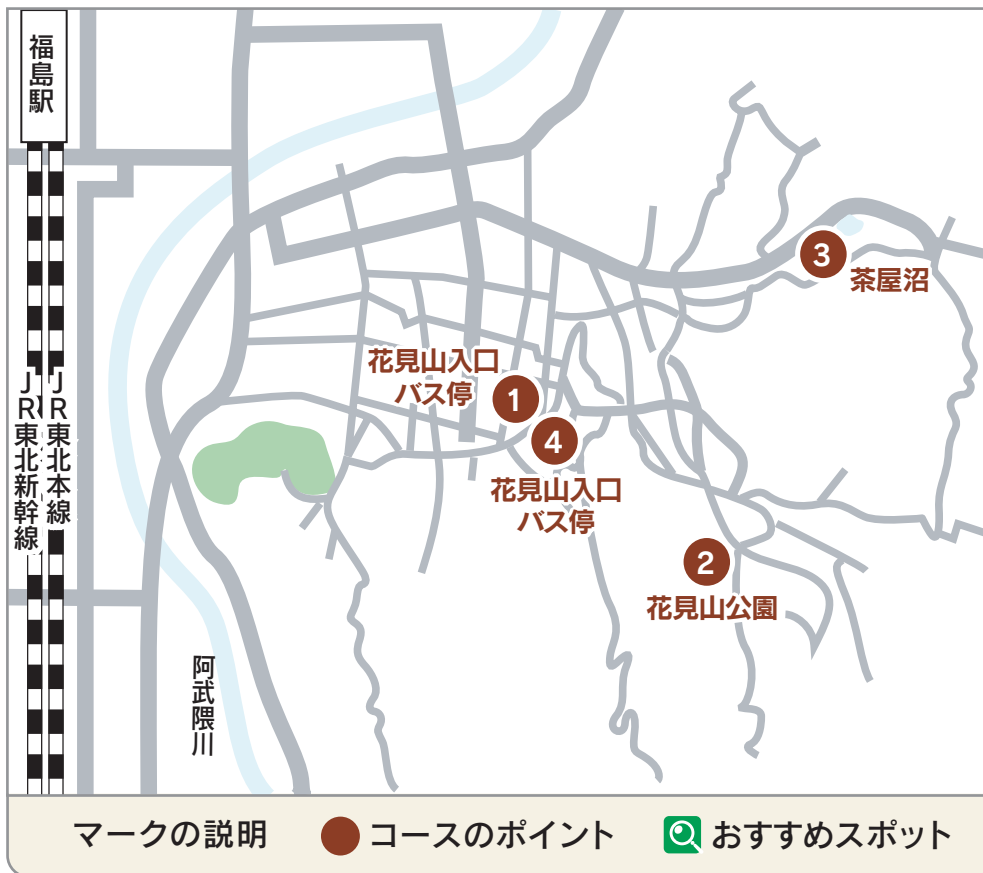 福島駅
JR東北新幹線
JR東北本線
阿武隈川
花見山入口
バス停
1
4
花見山入口
バス停
2
花見山公園
3
茶屋沼
マークの説明
コースのポイント
おすすめスポット